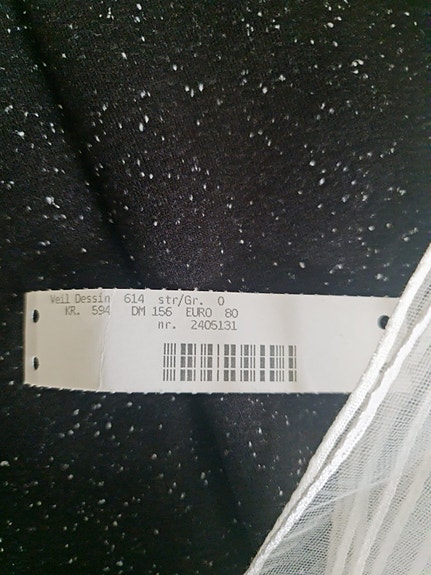 Veil Dessin 614 str/Gr. 0
KR. 594 DM 156 EURO 80
nr. 2405131